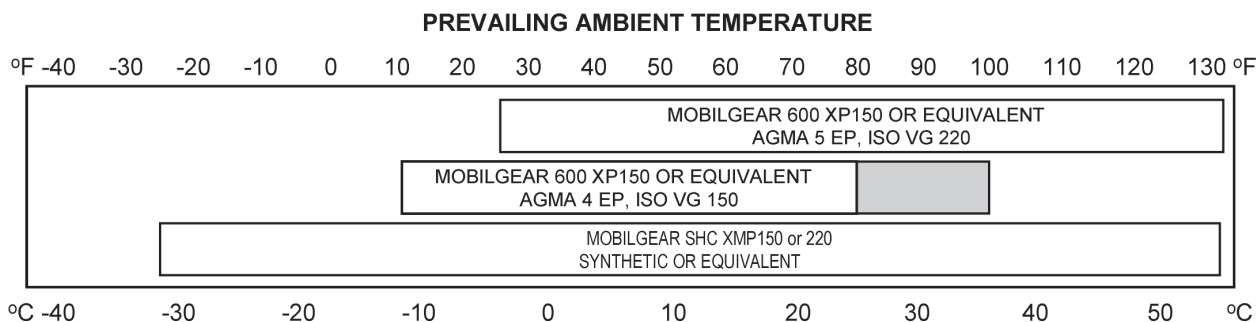 PREVAILING AMBIENT TEMPERATURE
ºF -40 -30 -20 -10 0 10 20 30 40 50 60 70 80 90 100 110 120 130 ºF
MOBILGEAR 600 XP150 OR EQUIVALENT
AGMA 5 EP, ISO VG 220
MOBILGEAR 600 XP150 OR EQUIVALENT
AGMA 4 EP, ISO VG 150
MOBILGEAR SHC XMP150 or 220
SYNTHETIC OR EQUIVALENT
ºC -40 -30 -20 -10 0 10 20 30 40 50 ºC